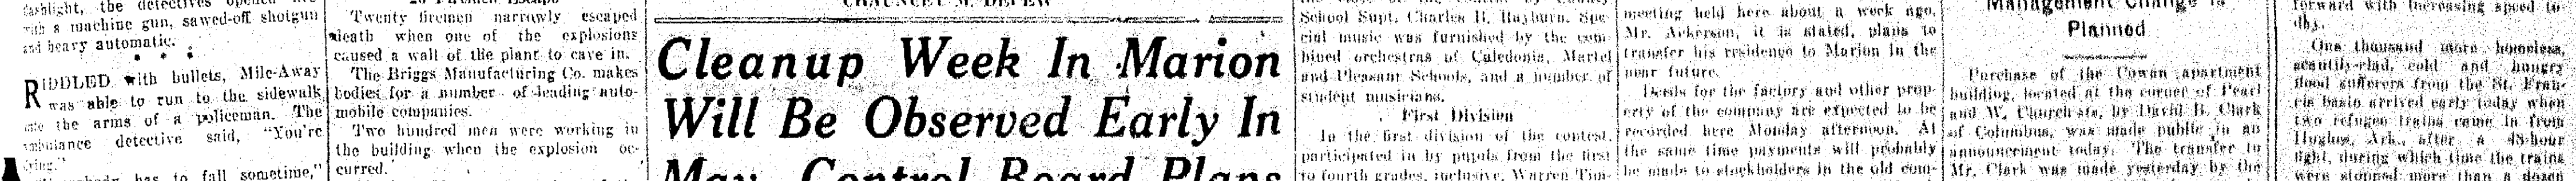 flashlight, the detectives opened
with a machine gun, sawed-off shotgun
and heavy automatic.
RIDDLED with bullets, Mile-Away
was able to run to the sidewalk
into the arms of a policeman. The
ambulance detective said, "You're
dying."
has to fall sometime,"
Twenty firemen narrowly escaped
death when one of the explosions
caused a wall of the plant to cave in.
The Briggs Manufacturing Co. makes
bodies for a number of leading auto-
mobile companies.
Two hundred men were working in
the building when the explosion oc-
curred.
CHAUNCEY M. DEPEW
Cleanup Week In Marion
Will Be Observed Early In
May, Control Board Plans
School Supt. Charles B. Rayburn. Spe-
cial music was furnished by the com-
bined orchestras of Caledonia, Martel
and Pleasant Schools, and a number of
student musicians.
First Division
In the first division of the contest,
participated in by pupils from the first
to fourth grades, inclusive, Warren
meeting held here about a week ago.
Mr. Ackerson, it is stated, plans to
transfer his residence to Marion in the
near future.
Deeds for the factory and other prop-
erty of the company are expected to be
recorded here Monday afternoon. At
the same time payments will probably
be made to stockholders in the old com-
Management Change Is
Planned
Purchase of the Cowan apartment
building, located at the corner of Pearl
and W. Church-sts, by David B. Clark
of Columbus, was made public in an
announcement today. The transfer to
Mr. Clark was made yesterday by the
forward with increasing speed to-
day.
One thousand more homeless,
scantily-clad, cold and hungry
flood sufferers from the St. Fran-
cis basin arrived early today when
two refugee trains came in from
Hughes, Ark., after a 48-hour
fight, during which time the trains
were stopped more than a dozen